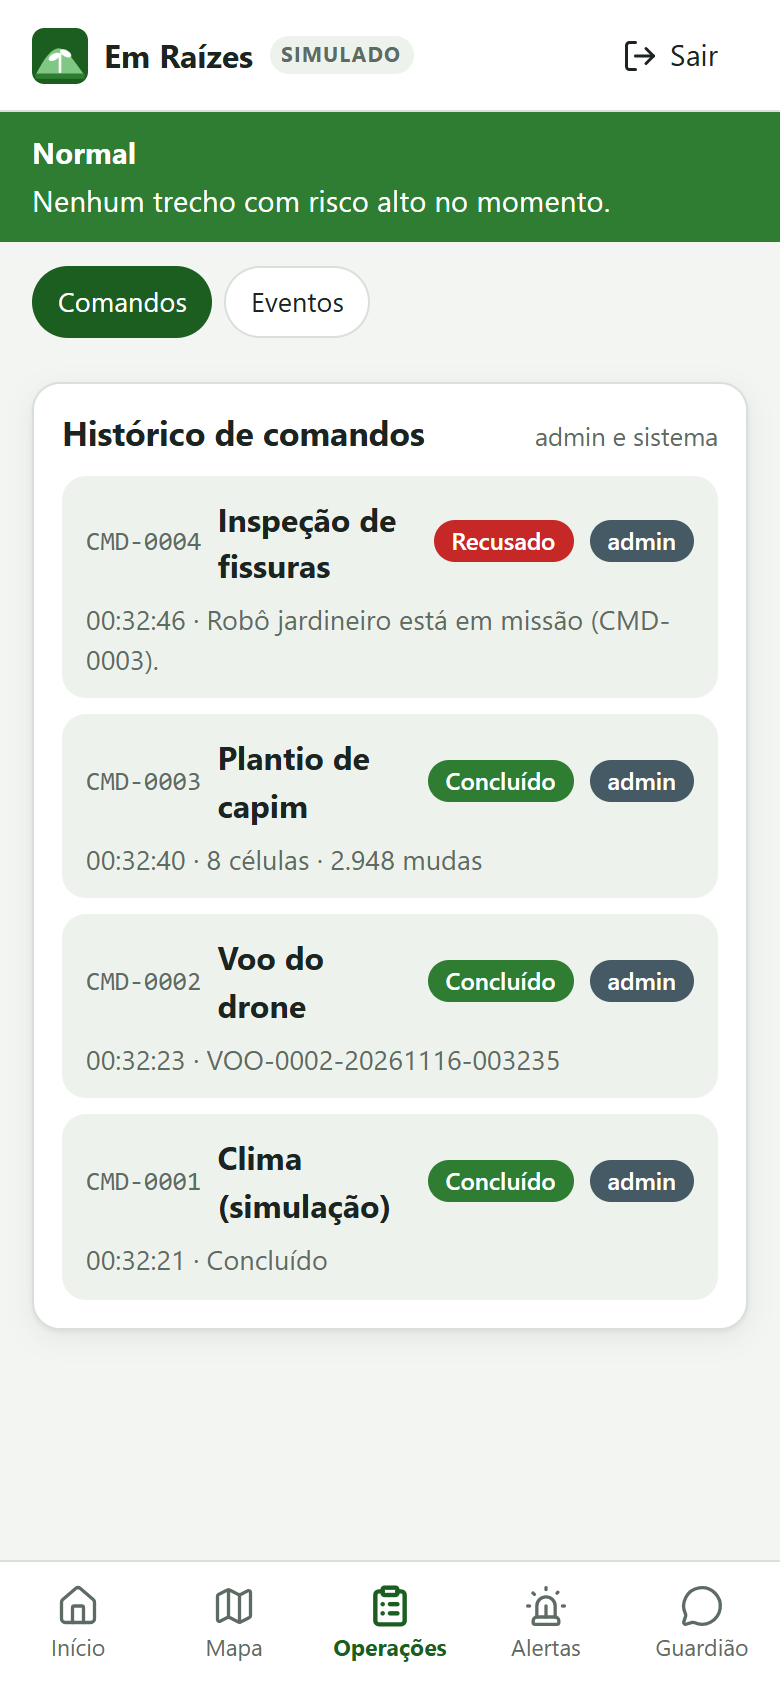 Em Raízes
SIMULADO
Sair
Normal
Nenhum trecho com risco alto no momento.
Comandos
Eventos
Histórico de comandos
admin e sistema
CMD-0004
Inspeção de
fissuras
Recusado
admin
00:32:46 · Robô jardineiro está em missão (CMD-
0003).
CMD-0003
Plantio de
capim
Concluído
admin
00:32:40 · 8 células · 2.948 mudas
CMD-0002
Voo do
drone
Concluído
admin
00:32:23 · VOO-0002-20261116-003235
CMD-0001
Clima
(simulação)
Concluído
admin
00:32:21 · Concluído
Início
Mapa
Operações
Alertas
Guardião